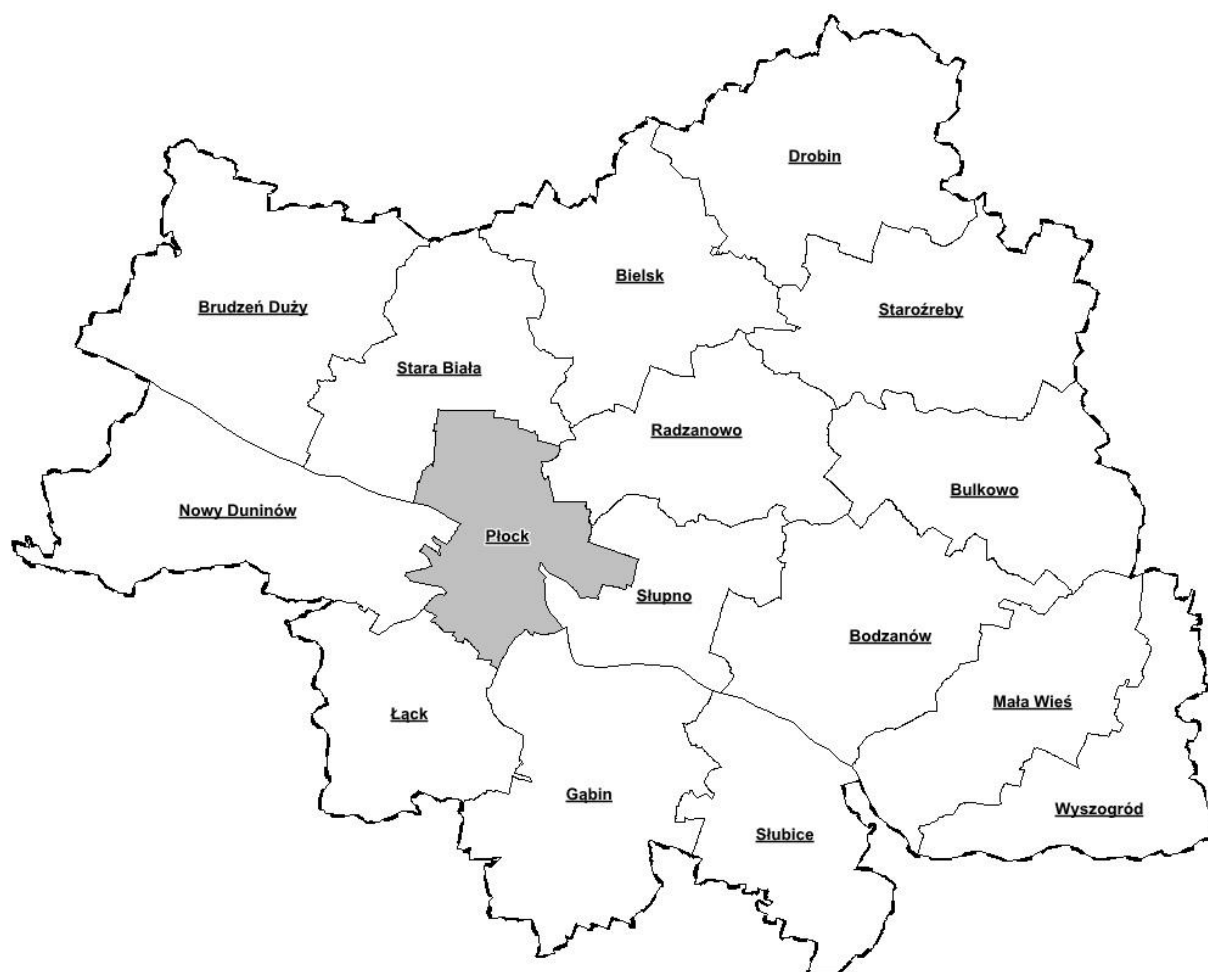 Drobin
Bielsk
Brudzeń Duży
Staroźreby
Stara Biała
Radzanowo
Bulkowo
Nowy Duninów
Płock
Słupno
Bodzanów
Mała Wieś
Łąck
Gąbin
Wyszogród
Słubice